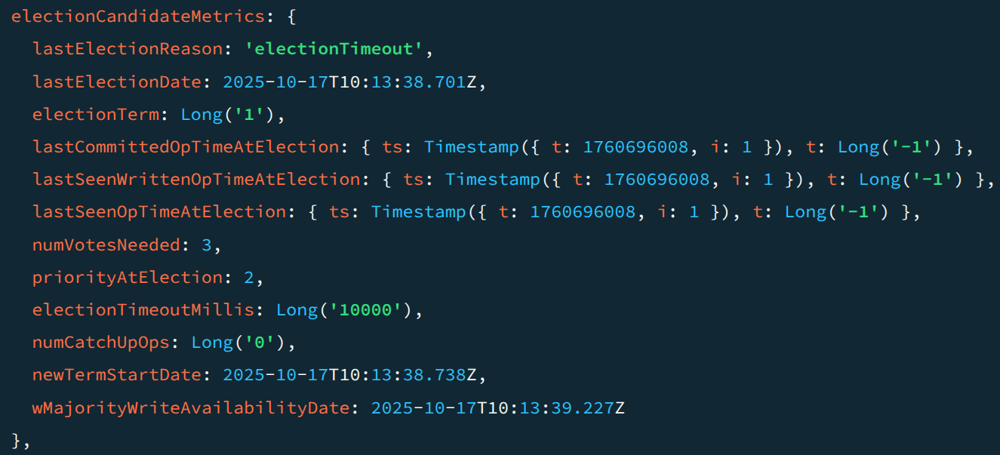 electionCandidateMetrics: {
lastElectionReason: 'electionTimeout',
lastElectionDate: 2025-10-17T10:13:38.701Z,
electionTerm: Long('1'),
lastCommittedOpTimeAtElection: { ts: Timestamp({ t: 1760696008, i: 1 }), t: Long('-1') },
lastSeenWrittenOpTimeAtElection: { ts: Timestamp({ t: 1760696008, i: 1 }), t: Long('-1') },
lastSeenOpTimeAtElection: { ts: Timestamp({ t: 1760696008, i: 1 }), t: Long('-1') },
numVotesNeeded: 3,
priorityAtElection: 2,
electionTimeoutMillis: Long('10000'),
numCatchUpOps: Long('0'),
newTermStartDate: 2025-10-17T10:13:38.738Z,
wMajorityWriteAvailabilityDate: 2025-10-17T10:13:39.227Z
},